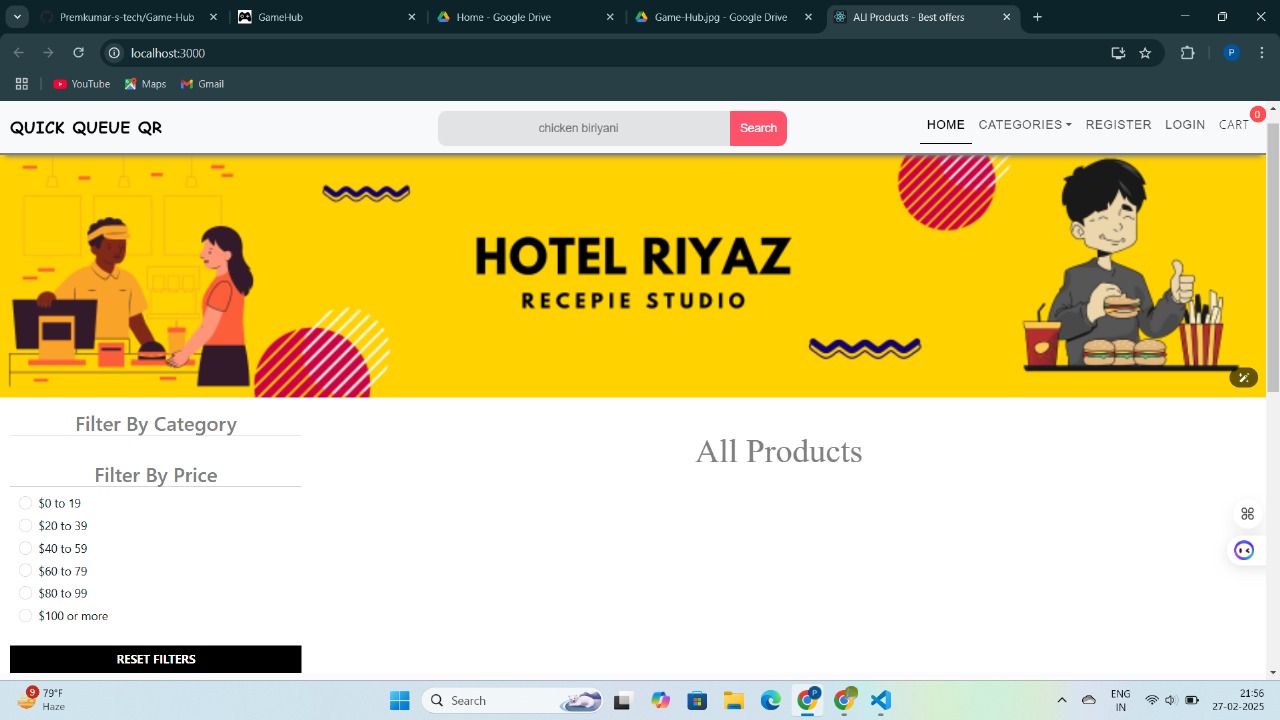 Premkumar-s-tech/Game-Hub
GameHub
Home - Google Drive
Game-Hub.jpg - Google Drive
ALl Products - Best offers
localhost:3000
P
YouTube
Maps
Gmail
QUICK QUEUE QR
chicken biriyani
Search
HOME
CATEGORIES
REGISTER
LOGIN
CART
0
HOTEL RIYAZ
RECEPIE STUDIO
Filter By Category
All Products
Filter By Price
$0 to 19
$20 to 39
$40 to 59
$60 to 79
$80 to 99
$100 or more
RESET FILTERS
9
79°F
Haze
Search
P
ENG
IN
21:56
27-02-2025